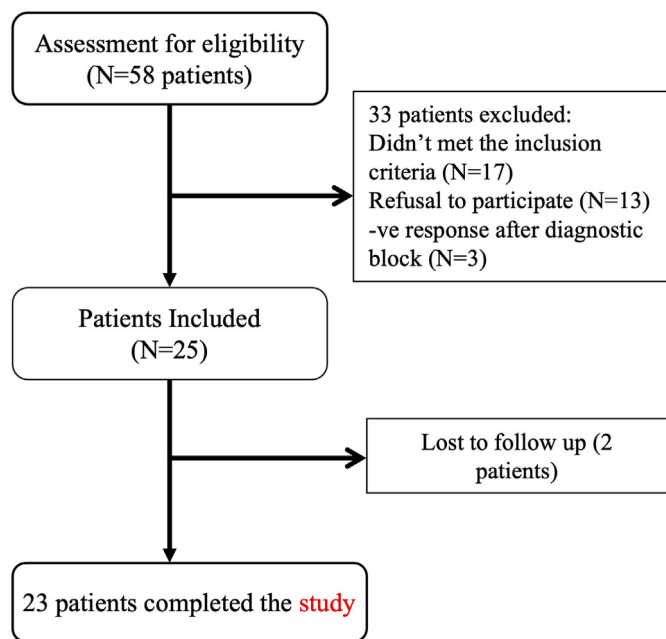 Assessment for eligibility
(N=58 patients)
33 patients excluded:
Didn’t met the inclusion
criteria (N=17)
Refusal to participate (N=13)
-ve response after diagnostic
block (N=3)
Patients Included
(N=25)
Lost to follow up (2
patients)
23 patients completed the study